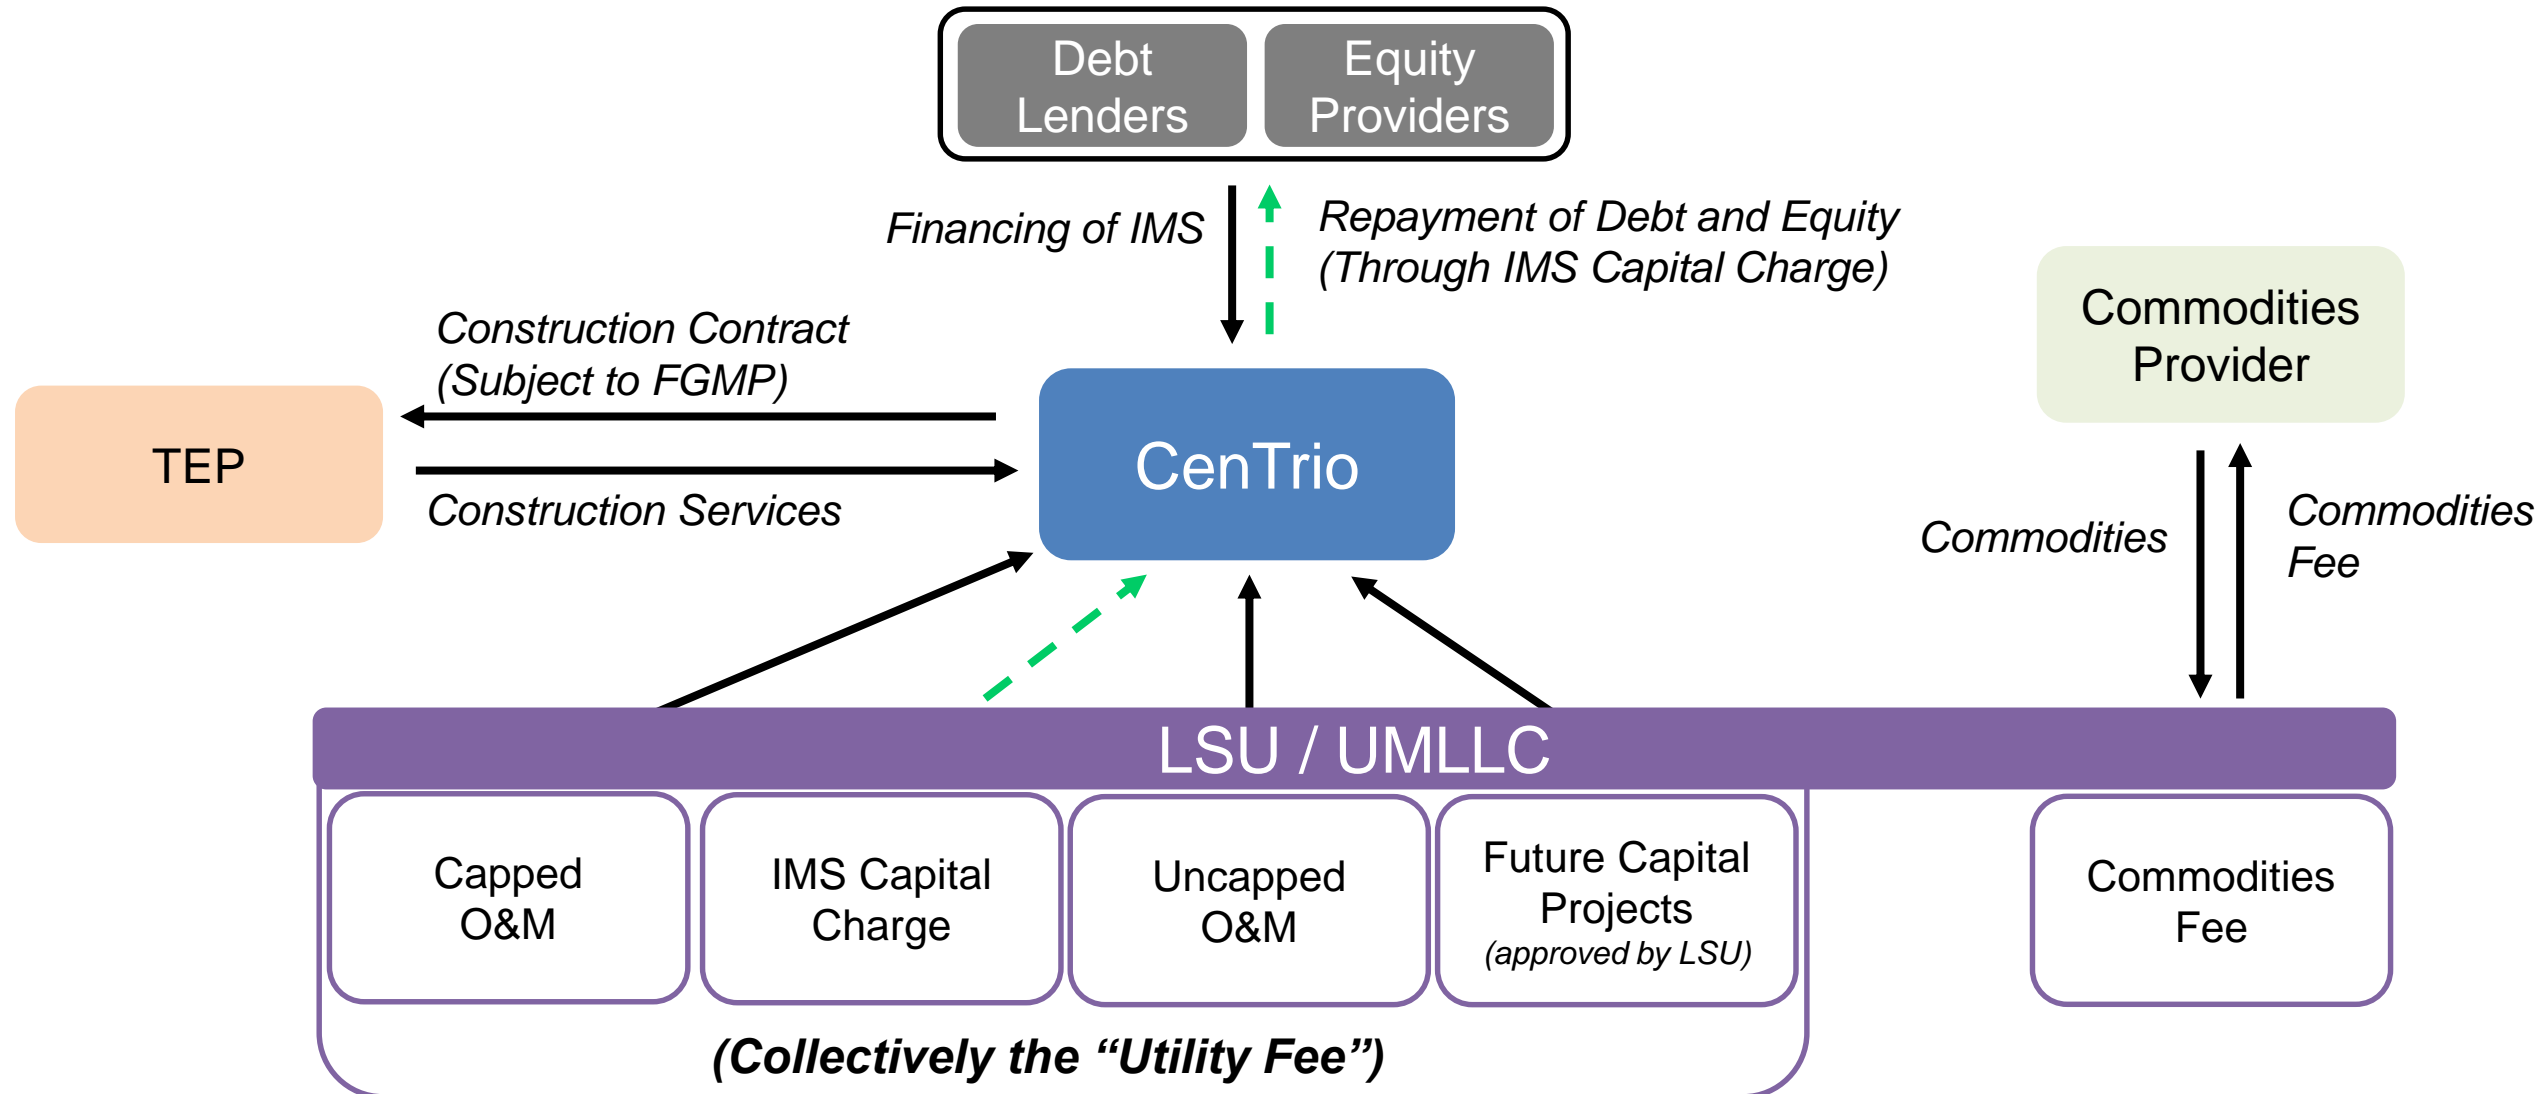 Debt
Lenders
Equity
Providers
Financing of IMS
Repayment of Debt and Equity
(Through IMS Capital Charge)
Construction Contract
(Subject to FGMP)
Commodities
Provider
TEP
CenTrio
Construction Services
Commodities
Commodities
Fee
LSU / UMLLC
Capped
O&M
IMS Capital
Charge
Uncapped
O&M
Future Capital
Projects
(approved by LSU)
Commodities
Fee
(Collectively the “Utility Fee”)